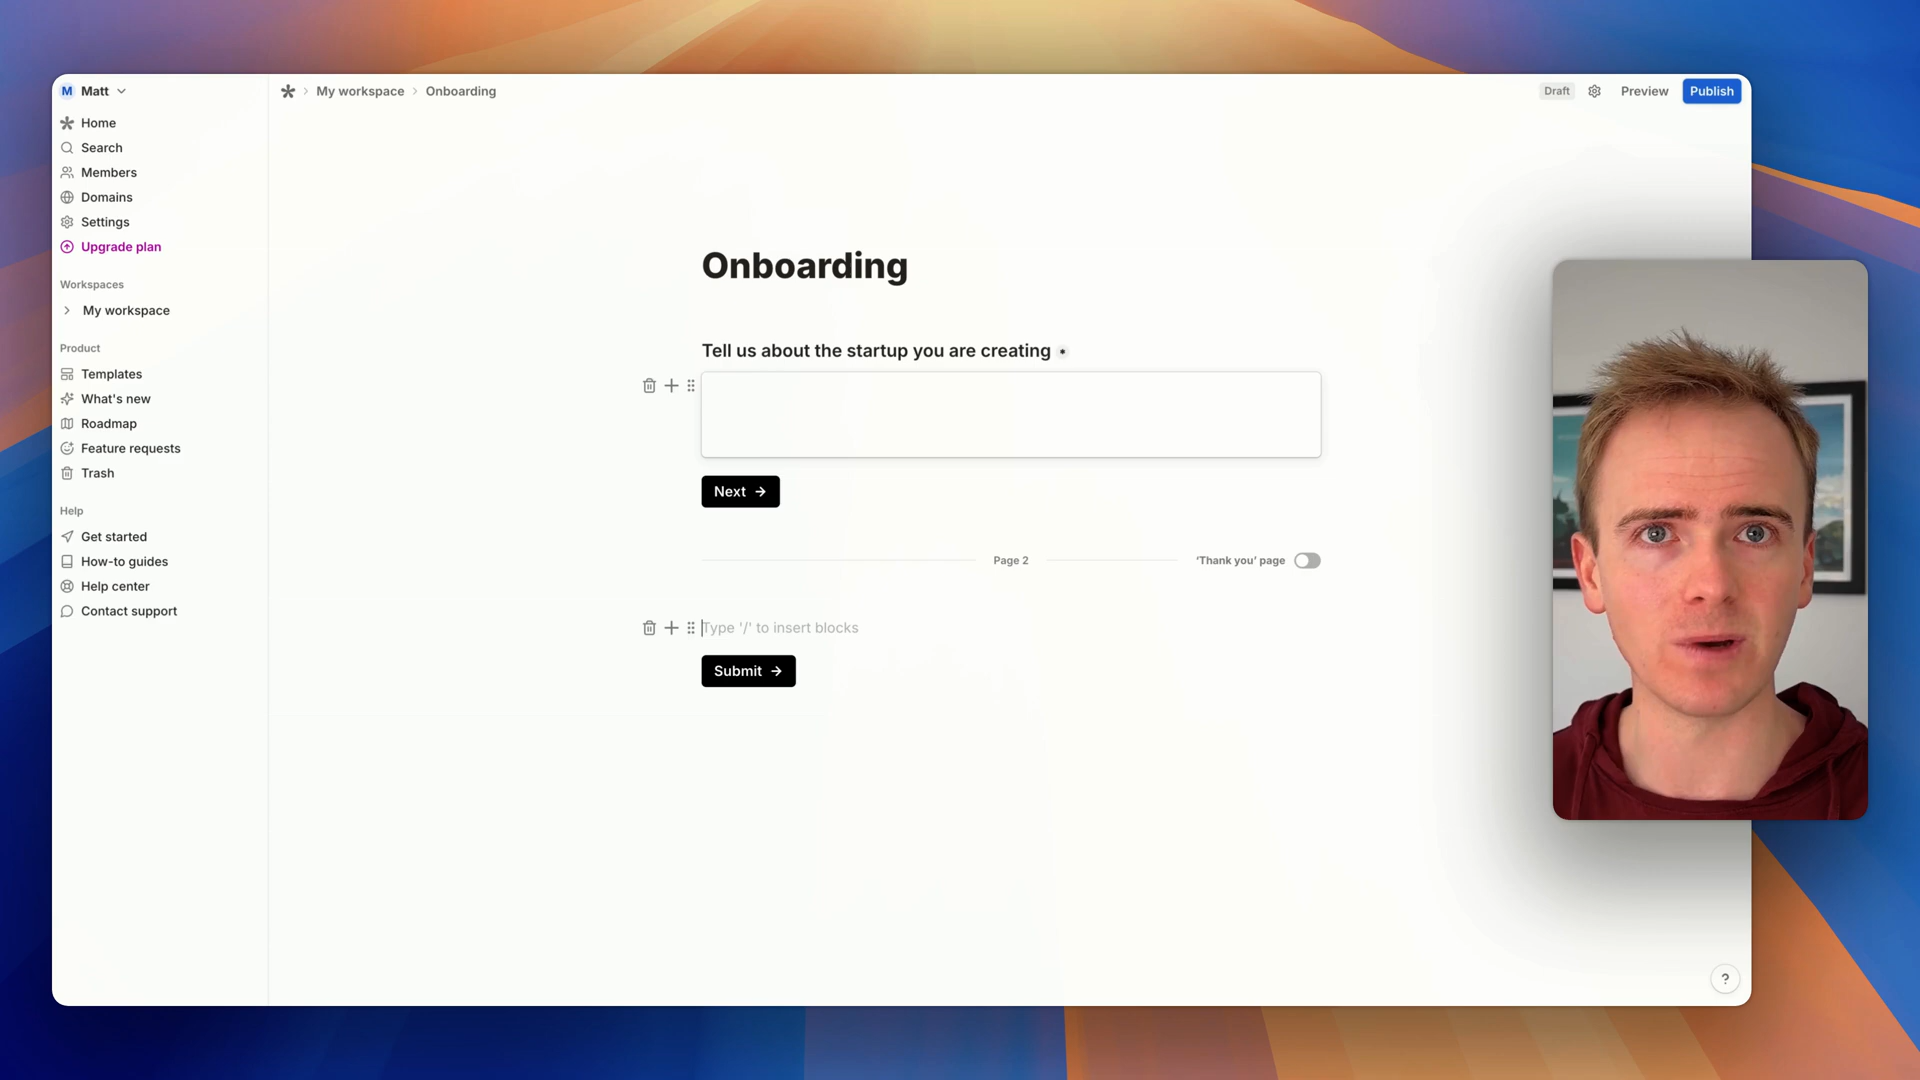 M Matt
Home
Search
Members
Domains
Settings
Upgrade plan
Workspaces
My workspace
Product
Templates
What's new
Roadmap
Feature requests
Trash
Help
Get started
How-to guides
Help center
Contact support
My workspace > Onboarding
Draft
Preview
Publish
Onboarding
Tell us about the startup you are creating *
Next →
Page 2
‘Thank you’ page
Type '/' to insert blocks
Submit →
?